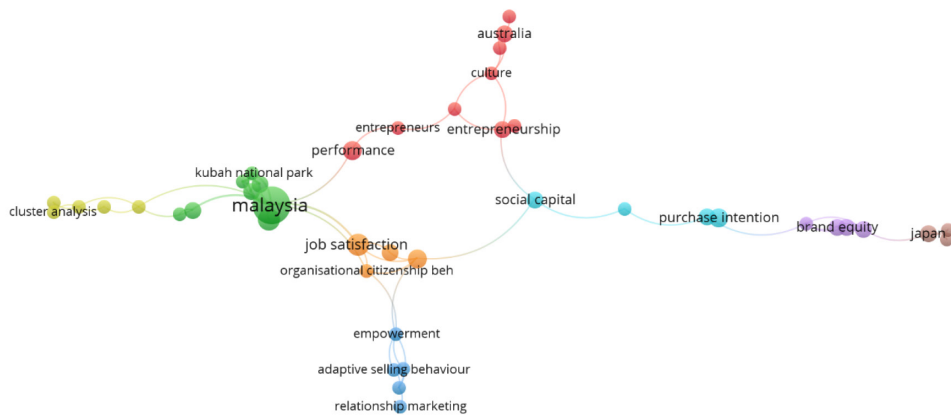 australia
culture
entrepreneurs
entrepreneurship
performance
kubah national park
malaysia
cluster analysis
social capital
purchase intention
brand equity
japan
job satisfaction
organisational citizenship beh
empowerment
adaptive selling behaviour
relationship marketing